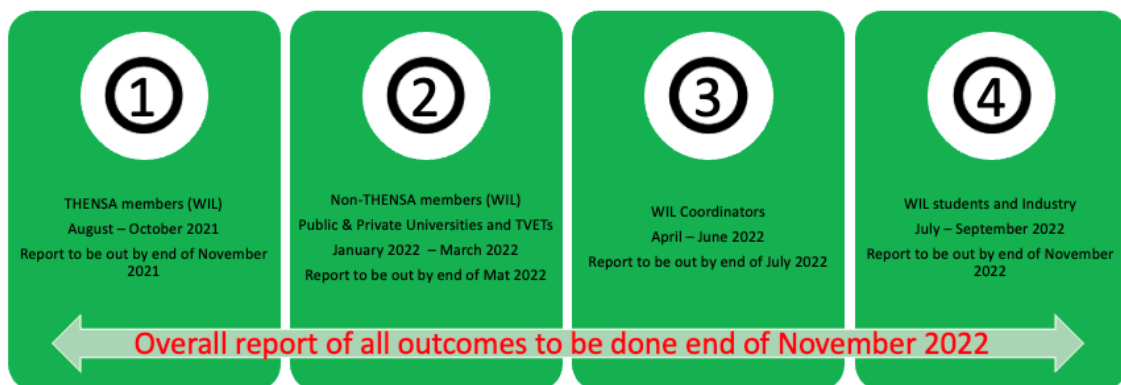 1
THENSA members (WIL)
August – October 2021
Report to be out by end of November
2021
2
Non-THENSA members (WIL)
Public & Private Universities and TVETs
January 2022 – March 2022
Report to be out by end of Mat 2022
3
WIL Coordinators
April – June 2022
Report to be out by end of July 2022
4
WIL students and Industry
July – September 2022
Report to be out by end of November
2022
Overall report of all outcomes to be done end of November 2022